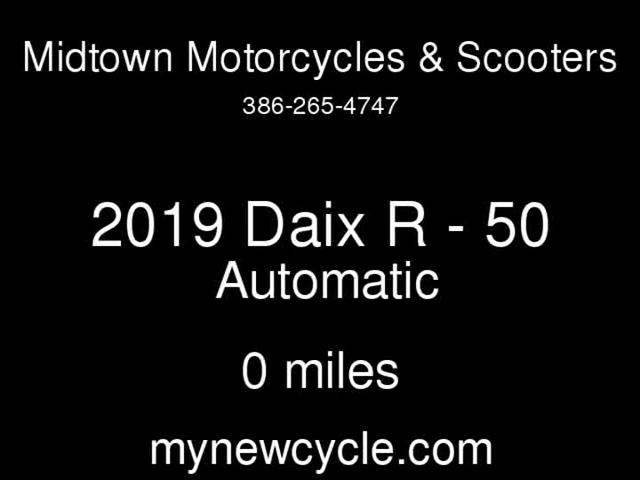 Midtown Motorcycles & Scooters
386-265-4747
2019 Daix R - 50
Automatic
0 miles
mynewcycle.com